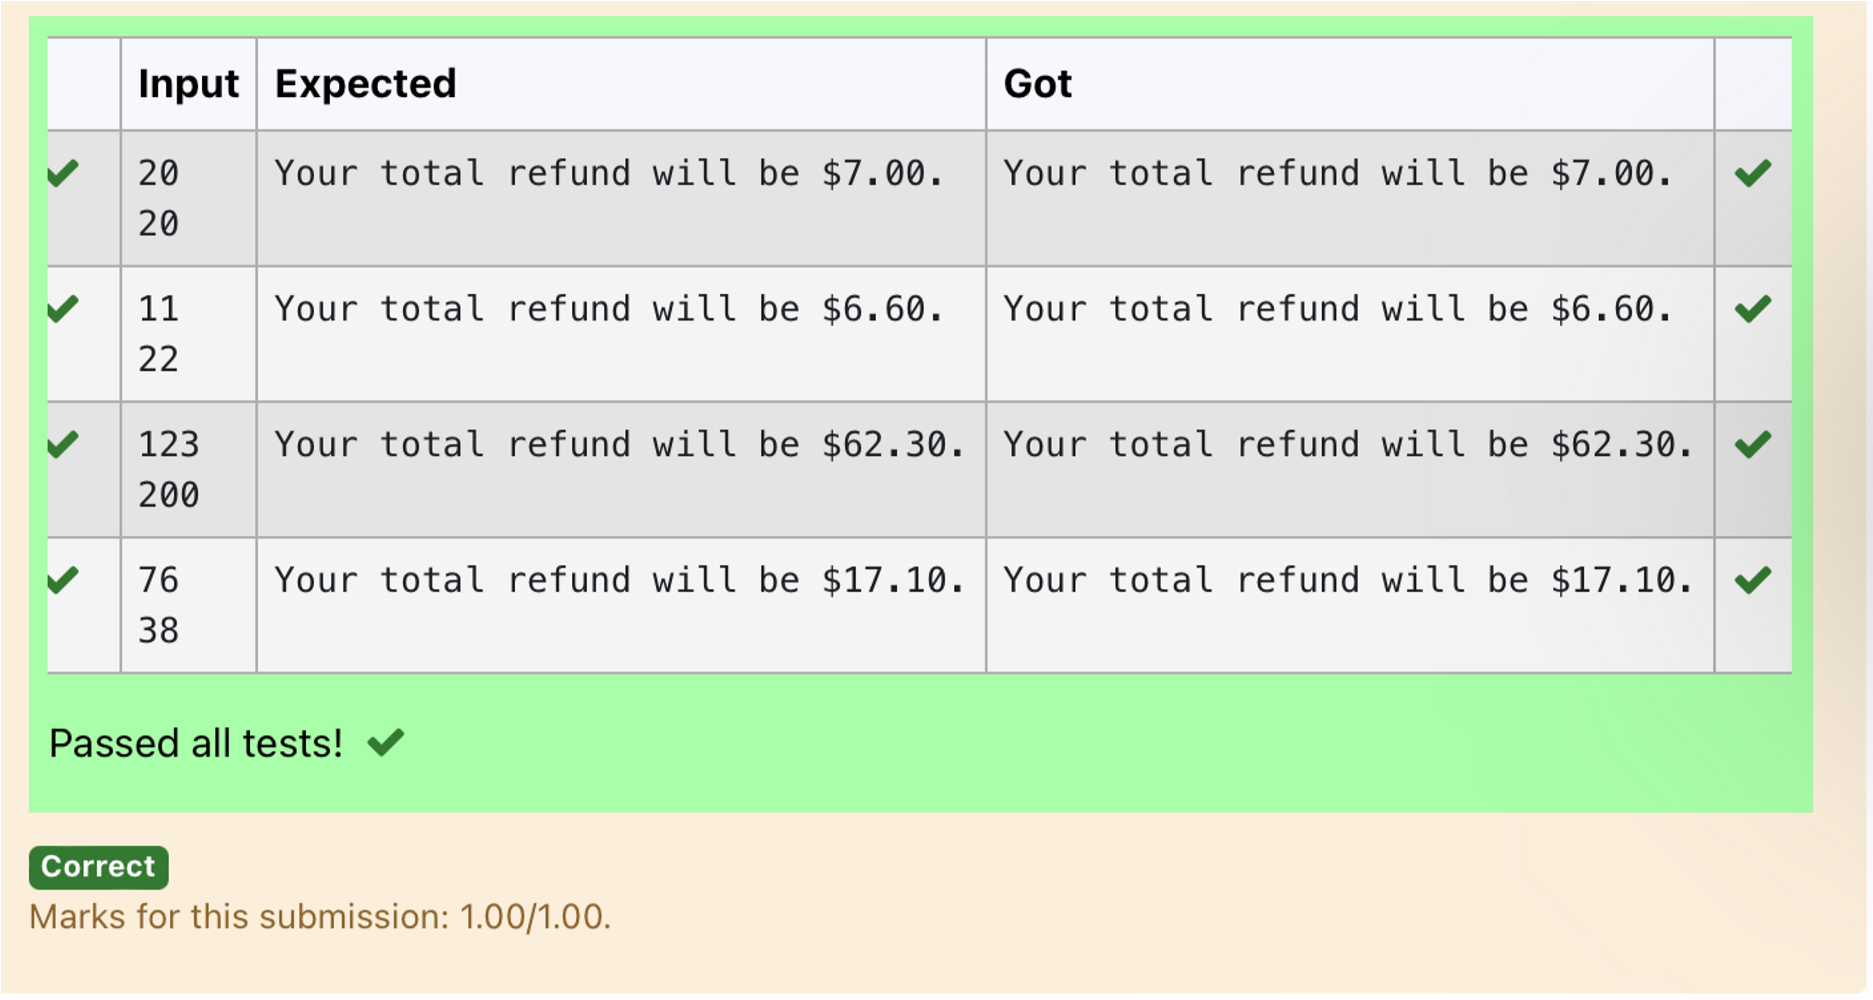 Input Expected Got
20 Your total refund will be $7.00. Your total refund will be $7.00.
20
11 Your total refund will be $6.60. Your total refund will be $6.60.
22
123 Your total refund will be $62.30. Your total refund will be $62.30.
200
76 Your total refund will be $17.10. Your total refund will be $17.10.
38
Passed all tests!
Correct
Marks for this submission: 1.00/1.00.